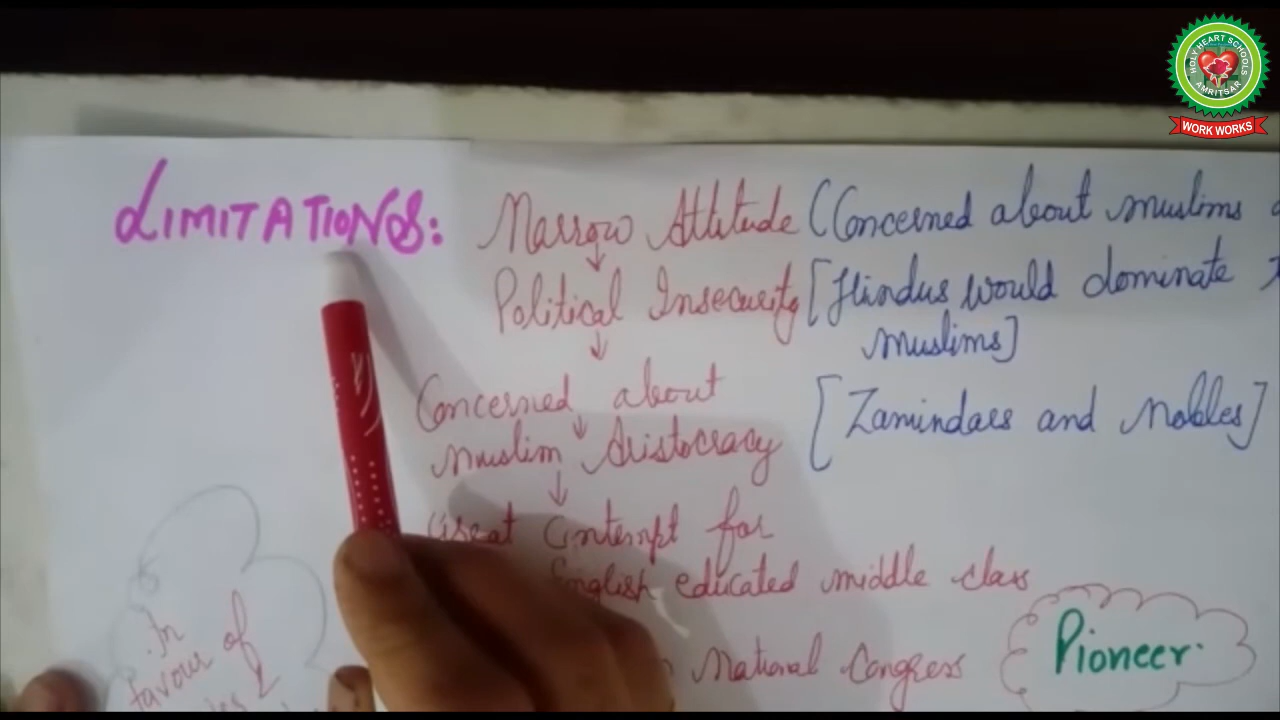 HOLY HEART SCHOOLS
AMRITSAR
WORK WORKS
LIMITATIONS: Narrow Attitude (Concerned about Muslims
Political Insecurity [Hindus would dominate
Muslims]
Concerned about
Muslim Aristocracy [Zamindars and Nobles]
Great Contempt for
English educated middle class
National Congress
Pioneer.
In
favour of